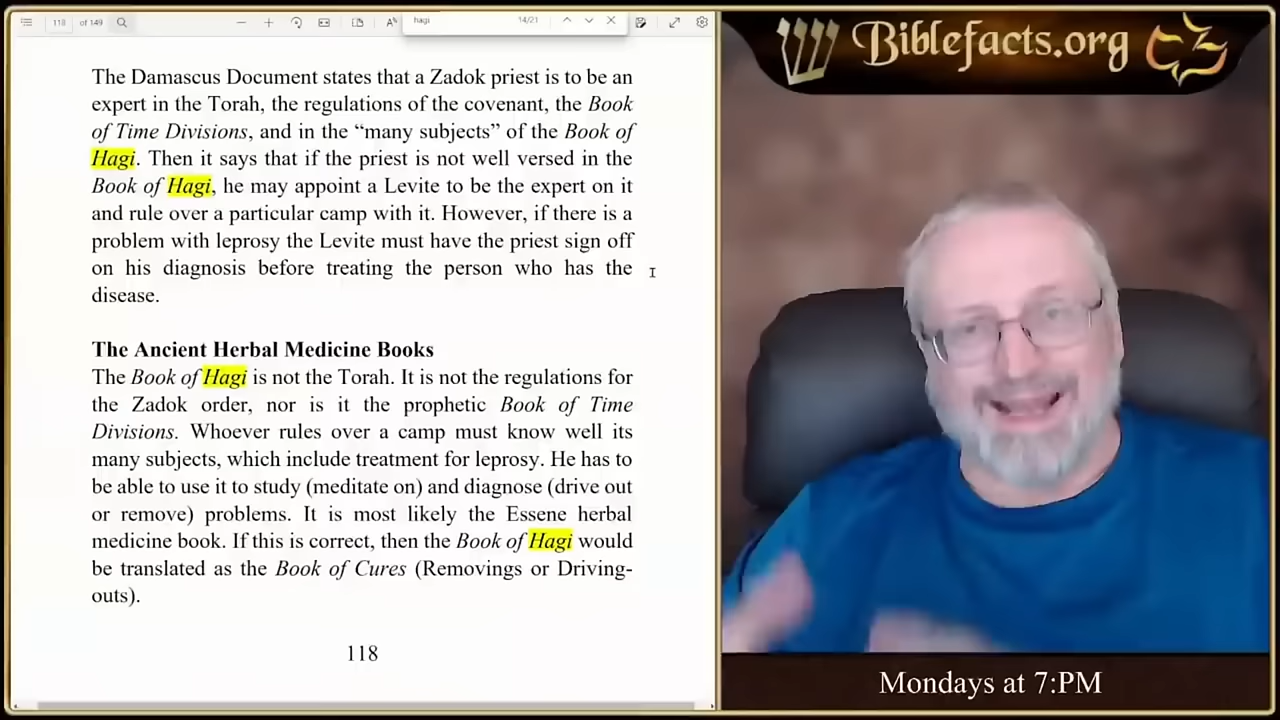 118 of 149
hagi 14/21
Biblefacts.org
The Damascus Document states that a Zadok priest is to be an
expert in the Torah, the regulations of the covenant, the Book
of Time Divisions, and in the “many subjects” of the Book of
Hagi. Then it says that if the priest is not well versed in the
Book of Hagi, he may appoint a Levite to be the expert on it
and rule over a particular camp with it. However, if there is a
problem with leprosy the Levite must have the priest sign off
on his diagnosis before treating the person who has the
disease.
The Ancient Herbal Medicine Books
The Book of Hagi is not the Torah. It is not the regulations for
the Zadok order, nor is it the prophetic Book of Time
Divisions. Whoever rules over a camp must know well its
many subjects, which include treatment for leprosy. He has to
be able to use it to study (meditate on) and diagnose (drive out
or remove) problems. It is most likely the Essene herbal
medicine book. If this is correct, then the Book of Hagi would
be translated as the Book of Cures (Removings or Driving-
outs).
118
Mondays at 7:PM